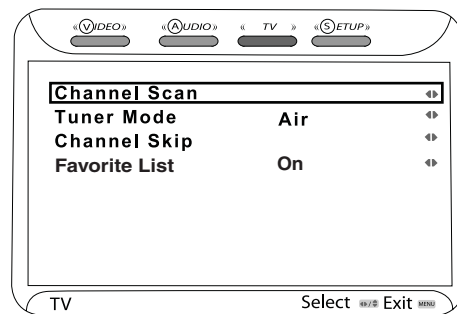 VIDEO AUDIO TV SETUP
Channel Scan
Tuner Mode Air
Channel Skip
Favorite List On
TV Select Exit MENU